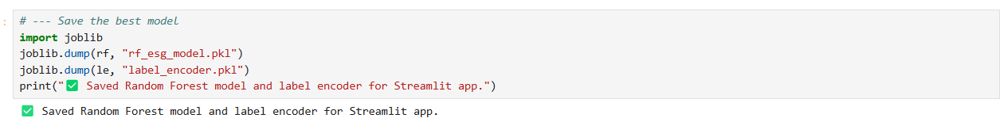 # --- Save the best model
:
import joblib
joblib.dump(rf, "rf_esg_model.pkl")
joblib.dump(le, "label_encoder.pkl")
print("✅ Saved Random Forest model and label encoder for Streamlit app.")
✅ Saved Random Forest model and label encoder for Streamlit app.